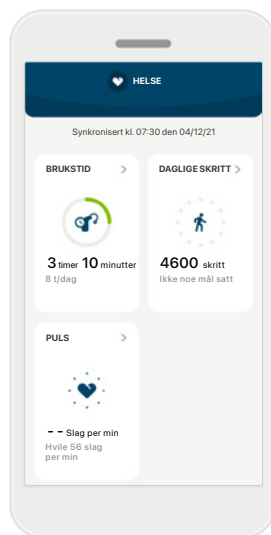 HELSE
Synkronisert kl. 07:30 den 04/12/21
BRUKSTID
3 timer 10 minutter
8 t/dag
DAGLIGE SKRITT
4600 skritt
Ikke noe mål satt
PULS
-- Slag per min
Hvile 56 slag
per min